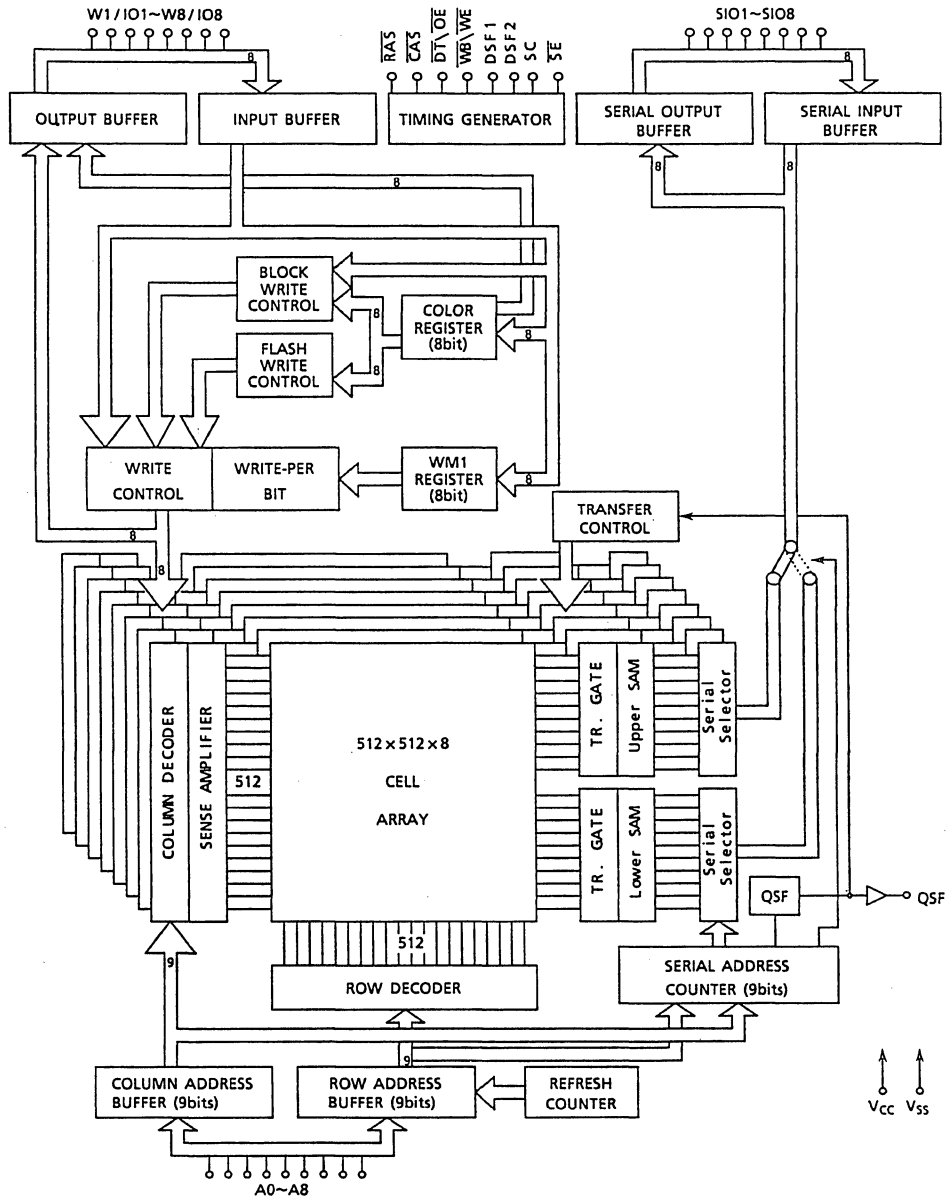 W1/IO1~W8/IO8
SIO1~SIO8
RAS
CAS
DT\OE
WB\WE
DSF1
DSF2
SC
SE
8
8
OUTPUT BUFFER
INPUT BUFFER
TIMING GENERATOR
SERIAL OUTPUT
BUFFER
SERIAL INPUT
BUFFER
8
8
8
BLOCK
WRITE
CONTROL
8
COLOR
REGISTER
(8bit)
8
FLASH
WRITE
CONTROL
8
WRITE
CONTROL
WRITE-PER
BIT
WM1
REGISTER
(8bit)
8
TRANSFER
CONTROL
8
8
COLUMN DECODER
SENSE AMPLIFIER
512
512×512×8
CELL
ARRAY
TR. GATE
Upper SAM
Serial
Selector
TR. GATE
Lower SAM
Serial
Selector
QSF
QSF
512
9
ROW DECODER
SERIAL ADDRESS
COUNTER (9bits)
9
COLUMN ADDRESS
BUFFER (9bits)
ROW ADDRESS
BUFFER (9bits)
REFRESH
COUNTER
VCC
VSS
A0~A8